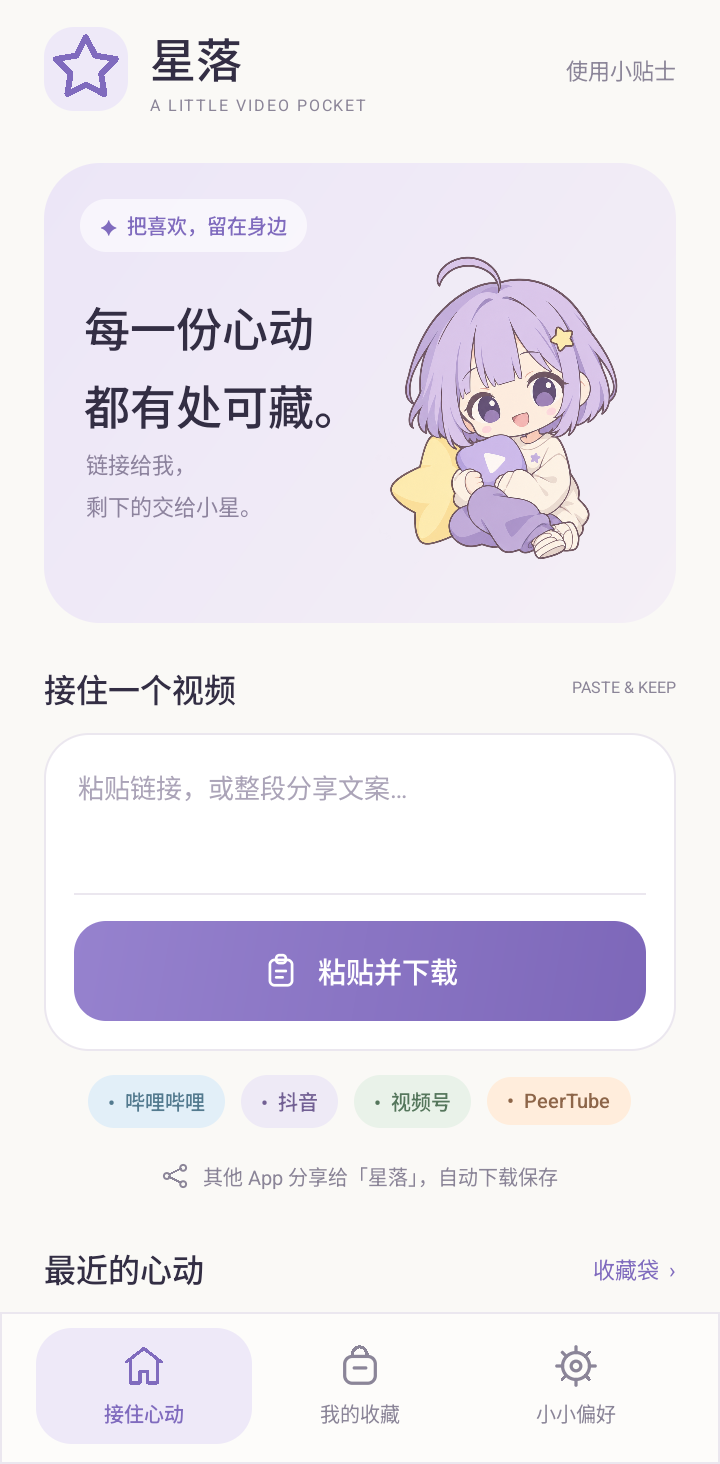 星落
A LITTLE VIDEO POCKET
使用小贴士
✦ 把喜欢，留在身边
每一份心动
都有处可藏。
链接给我，
剩下的交给小星。
接住一个视频
PASTE & KEEP
粘贴链接，或整段分享文案...
粘贴并下载
• 哔哩哔哩
• 抖音
• 视频号
• PeerTube
其他 App 分享给「星落」，自动下载保存
最近的心动
收藏袋 ›
接住心动
我的收藏
小小偏好